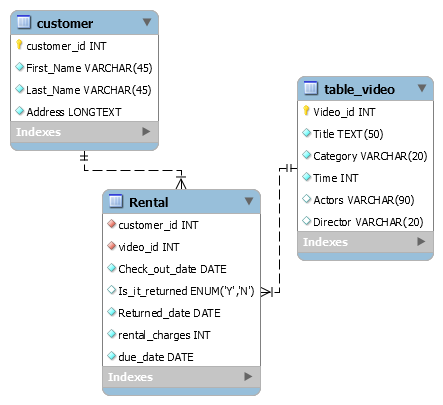 customer
customer_id INT
First_Name VARCHAR(45)
Last_Name VARCHAR(45)
Address LONGTEXT
Indexes
table_video
Video_id INT
Title TEXT(50)
Category VARCHAR(20)
Time INT
Actors VARCHAR(90)
Director VARCHAR(20)
Indexes
Rental
customer_id INT
video_id INT
Check_out_date DATE
Is_it_returned ENUM('Y','N')
Returned_date DATE
rental_charges INT
due_date DATE
Indexes